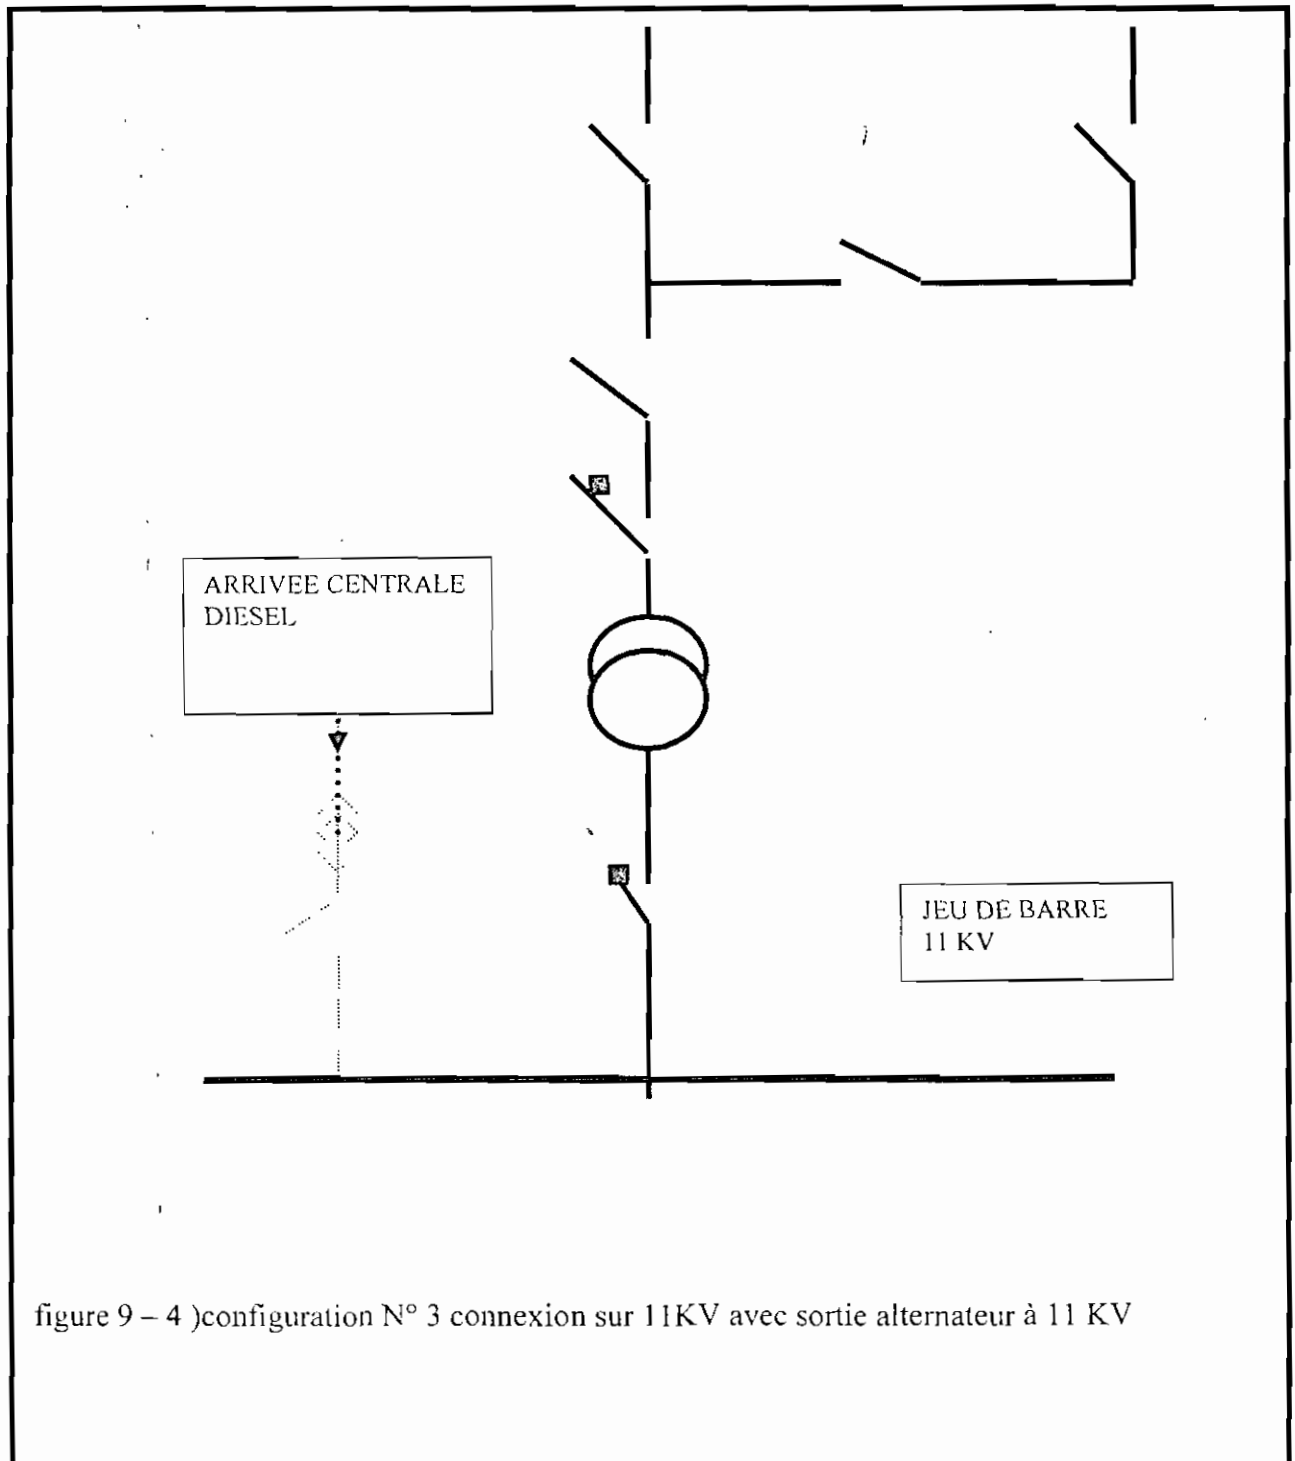 ARRIVEE CENTRALE
DIESEL
JEU DE BARRE
11 KV
figure 9 – 4 )configuration N° 3 connexion sur 11KV avec sortie alternateur à 11 KV